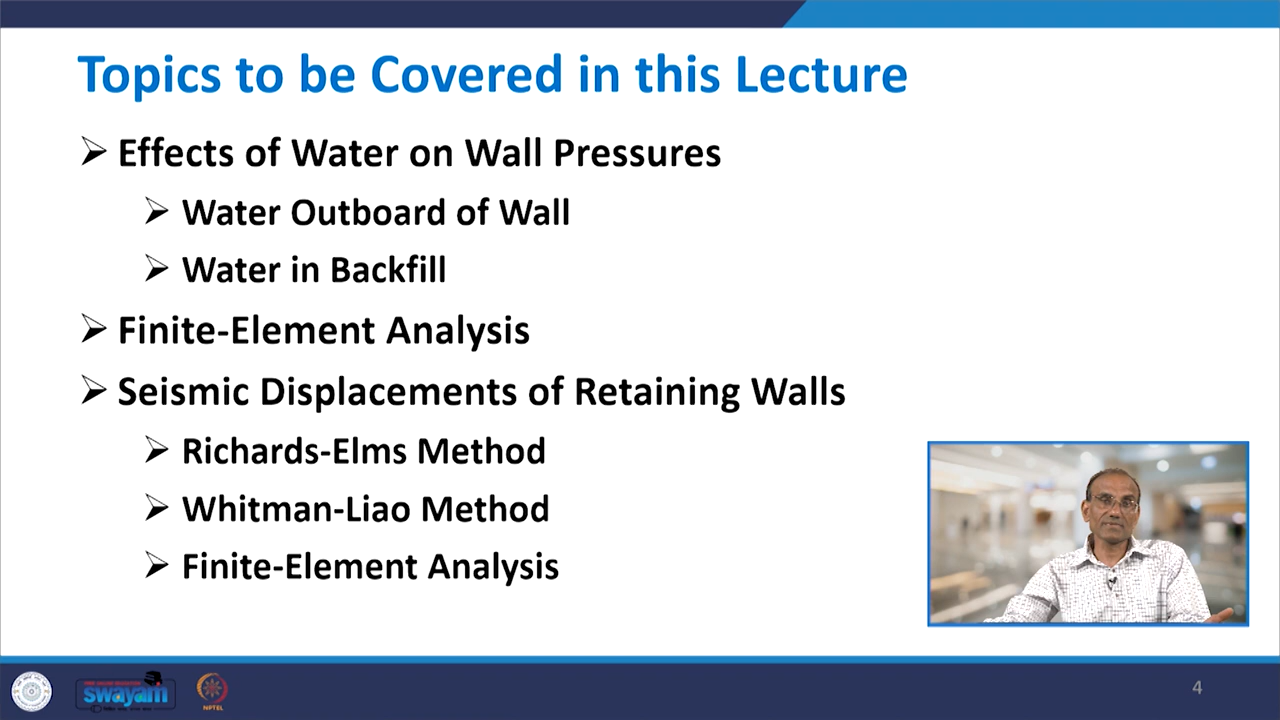 Topics to be Covered in this Lecture
Effects of Water on Wall Pressures
Water Outboard of Wall
Water in Backfill
Finite-Element Analysis
Seismic Displacements of Retaining Walls
Richards-Elms Method
Whitman-Liao Method
Finite-Element Analysis
swayam
NPTEL
4